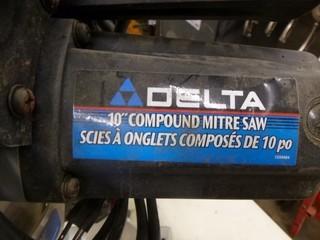 DELTA
10" COMPOUND MITRE SAW
SCIES À ONGLETS COMPOSÉS DE 10 po